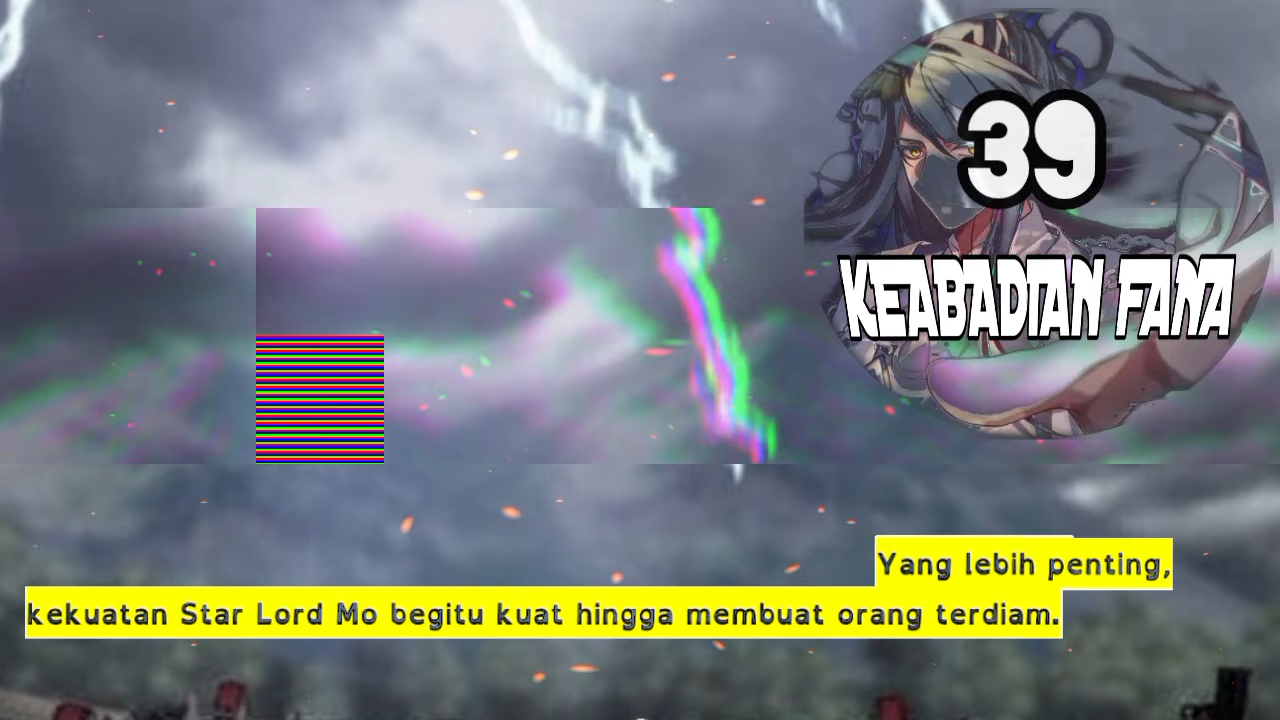 39
KEABADIAN FANA
Yang lebih penting,
kekuatan Star Lord Mo begitu kuat hingga membuat orang terdiam.